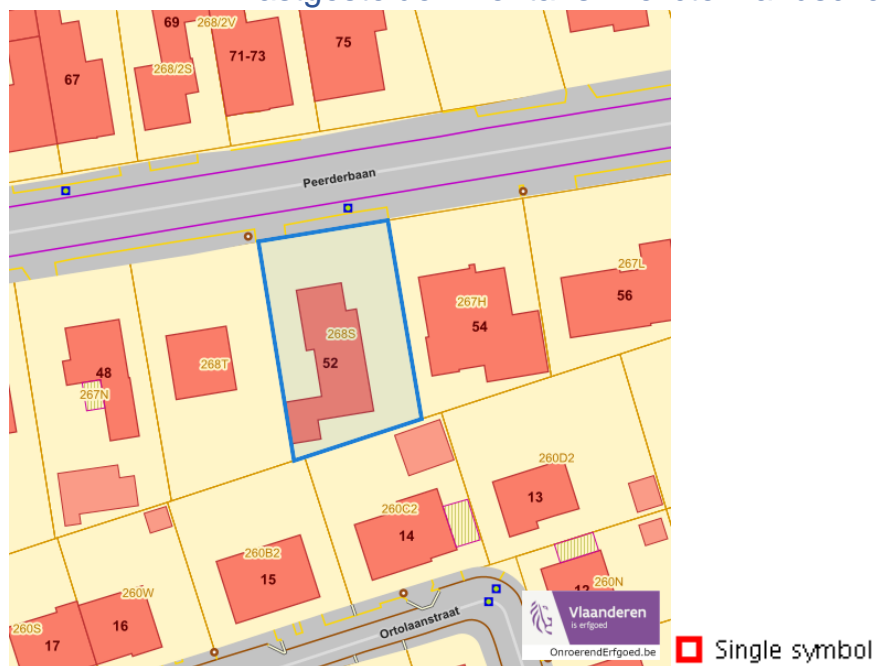 69
268/2V
71-73
75
67
268/2S
Peerderbaan
267L
56
267H
54
268S
52
48
267N
268T
260D2
13
260C2
14
260B2
15
260W
16
260S
17
12
260N
Ortolaanstraat
Vlaanderen
is erfgoed
OnroerendErfgoed.be
Single symbol